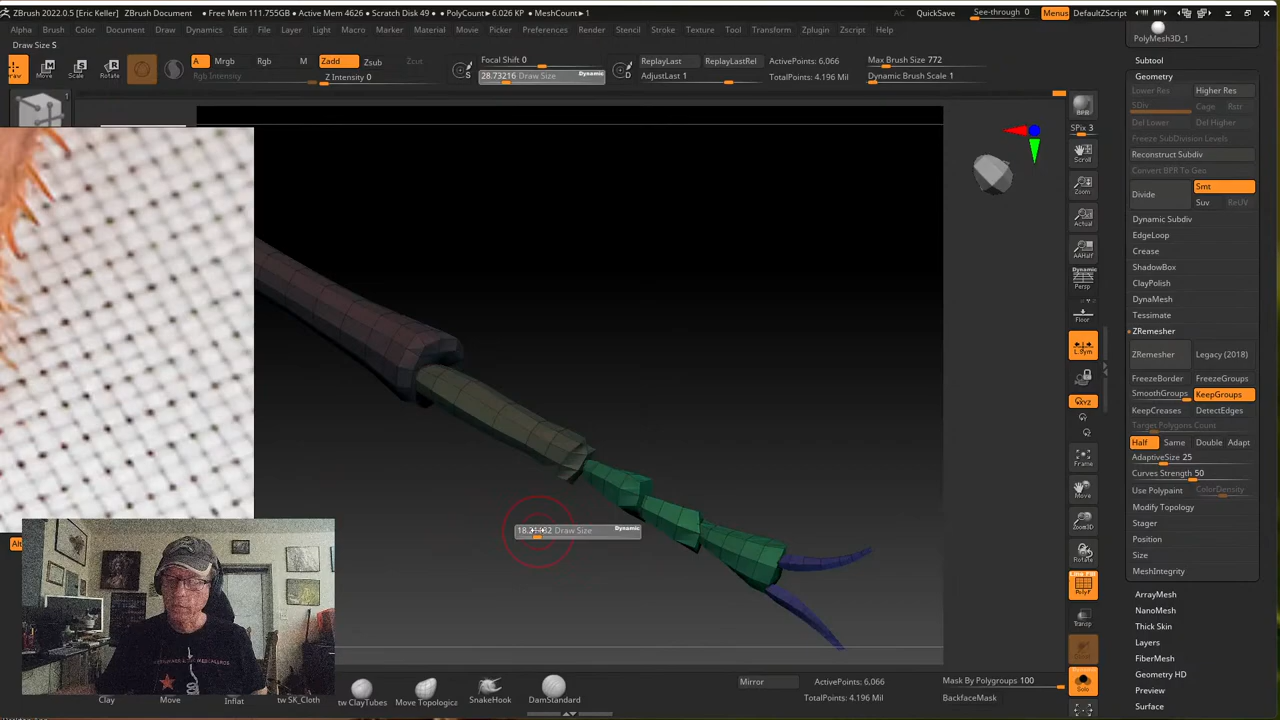 ZBrush 2022.0.5 [Eric Keller] ZBrush Document • Free Mem 111.755GB • Active Mem 4626 • Scratch Disk 49 • PolyCount▸6.026 KP • MeshCount▸1
AC QuickSave See-through 0 Menus DefaultZScript
Alpha Brush Color Document Draw Dynamics Edit File Layer Light Macro Marker Material Movie Picker Preferences Render Stencil Stroke Texture Tool Transform Zplugin Zscript Help
PolyMesh3D_1
Draw Size S
Move Scale Rotate
A Mrgb Rgb M Zadd Zsub Zcut
Rgb Intensity
Z Intensity 0
Focal Shift 0
28.73216 Draw Size Dynamic
S
D
ReplayLast ReplayLastRel
AdjustLast 1
ActivePoints: 6,066
TotalPoints: 4.196 Mil
Max Brush Size 772
Dynamic Brush Scale 1
1
Subtool
Geometry
Lower Res Higher Res
SDiv Cage Rstr
Del Lower Del Higher
Freeze SubDivision Levels
Reconstruct Subdiv
Convert BPR To Geo
Divide Smt
Suv ReUV
Dynamic Subdiv
EdgeLoop
Crease
ShadowBox
ClayPolish
DynaMesh
Tessimate
ZRemesher
ZRemesher Legacy (2018)
FreezeBorder FreezeGroups
SmoothGroups KeepGroups
KeepCreases DetectEdges
Target Polygons Count
Half Same Double Adapt
AdaptiveSize 25
Curves Strength 50
Use Polypaint ColorDensity
Modify Topology
Stager
Position
Size
MeshIntegrity
ArrayMesh
NanoMesh
Thick Skin
Layers
FiberMesh
Geometry HD
Preview
Surface
BPR
SPix 3
Scroll
Zoom
Actual
AAHalf
Dynamic
Persp
Floor
L.Sym
Frame
Move
Zoom3D
Rotate
PolyF
Transp
Solo
Draw Size Dynamic
Alt
Clay Move Inflat tw SK_Cloth tw ClayTubes Move Topological SnakeHook DamStandard
Mirror
ActivePoints: 6,066
TotalPoints: 4.196 Mil
Mask By Polygroups 100
BackfaceMask